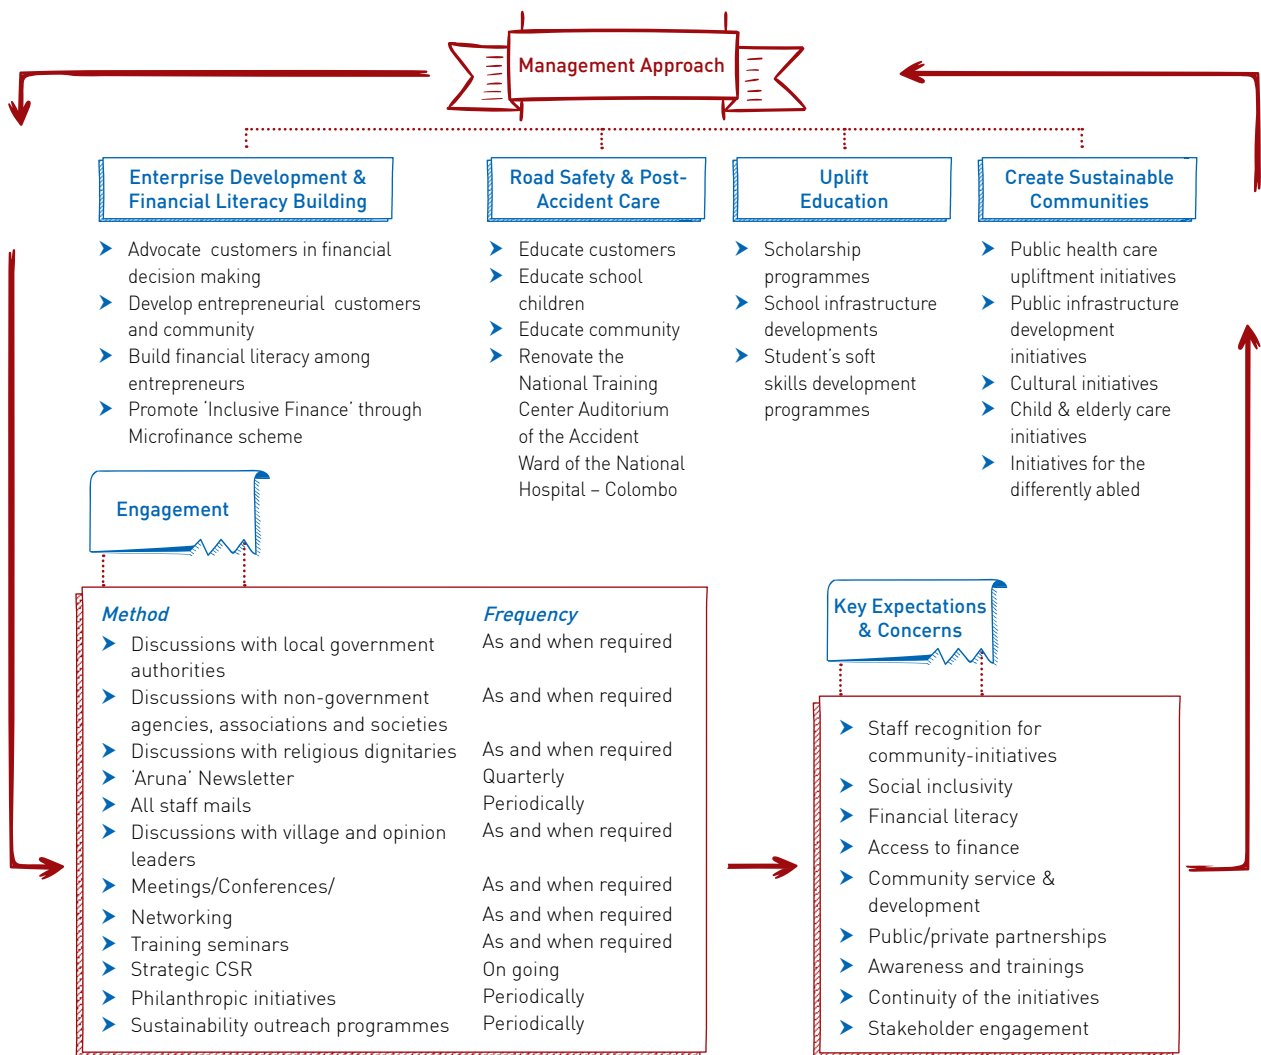 Management Approach
Enterprise Development &
Financial Literacy Building
Advocate customers in financial
decision making
Develop entrepreneurial customers
and community
Build financial literacy among
entrepreneurs
Promote 'Inclusive Finance' through
Microfinance scheme
Road Safety & Post-
Accident Care
Educate customers
Educate school
children
Educate community
Renovate the
National Training
Center Auditorium
of the Accident
Ward of the National
Hospital – Colombo
Uplift
Education
Scholarship
programmes
School infrastructure
developments
Student's soft
skills development
programmes
Create Sustainable
Communities
Public health care
upliftment initiatives
Public infrastructure
development
initiatives
Cultural initiatives
Child & elderly care
initiatives
Initiatives for the
differently abled
Engagement
Method Frequency
Discussions with local government As and when required
authorities
Discussions with non-government As and when required
agencies, associations and societies
Discussions with religious dignitaries As and when required
'Aruna' Newsletter Quarterly
All staff mails Periodically
Discussions with village and opinion As and when required
leaders
Meetings/Conferences/ As and when required
Networking As and when required
Training seminars As and when required
Strategic CSR On going
Philanthropic initiatives Periodically
Sustainability outreach programmes Periodically
Key Expectations
& Concerns
Staff recognition for
community-initiatives
Social inclusivity
Financial literacy
Access to finance
Community service &
development
Public/private partnerships
Awareness and trainings
Continuity of the initiatives
Stakeholder engagement